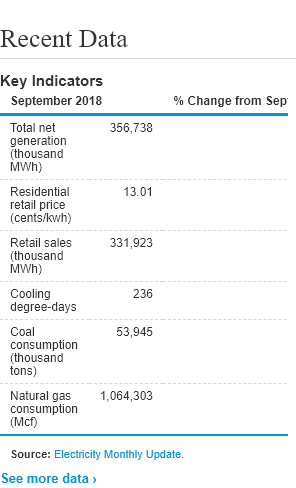 Recent Data
Key Indicators
September 2018 % Change from Sep
Total net 356,738
generation
(thousand
MWh)
Residential 13.01
retail price
(cents/kwh)
Retail sales 331,923
(thousand
MWh)
Cooling 236
degree-days
Coal 53,945
consumption
(thousand
tons)
Natural gas 1,064,303
consumption
(Mcf)
Source: Electricity Monthly Update.
See more data ›